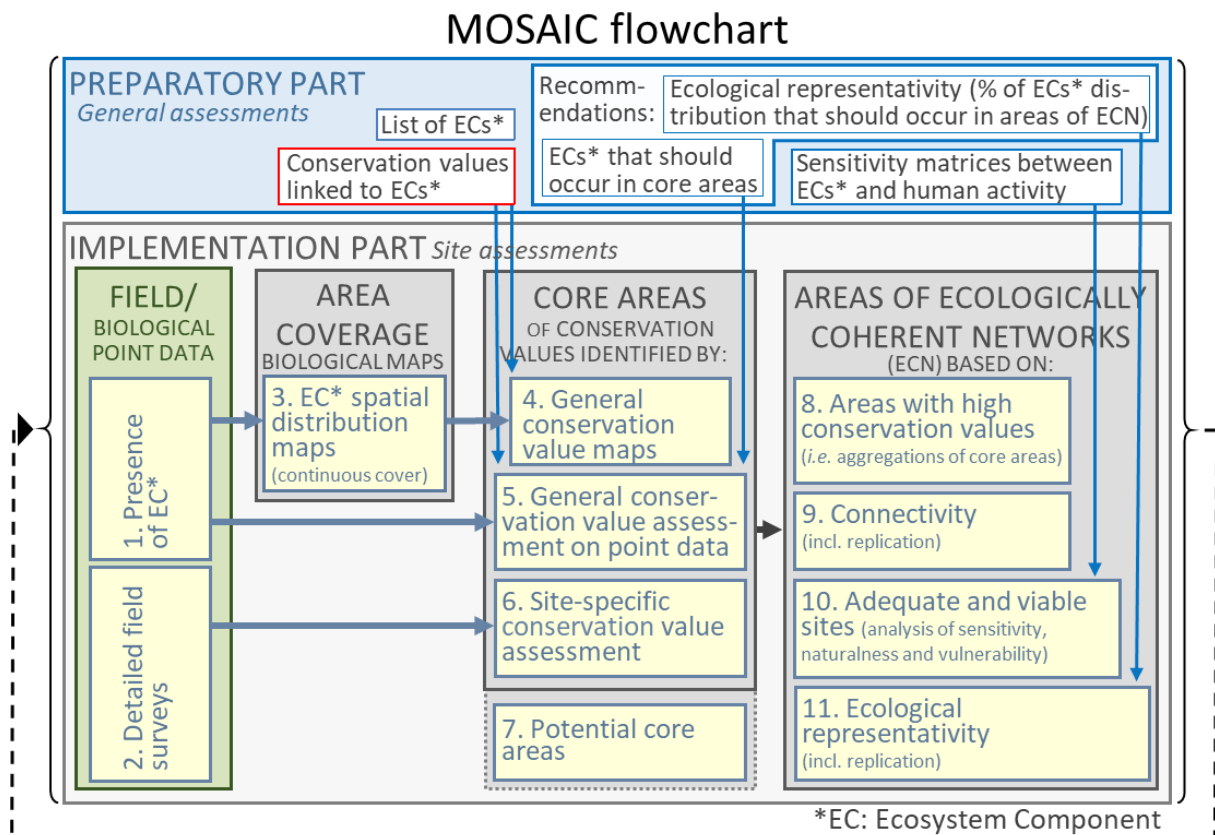 MOSAIC flowchart
PREPARATORY PART
General assessments
List of ECs*
Conservation values
linked to ECs*
Recomm-
endations:
Ecological representativity (% of ECs* dis-
tribution that should occur in areas of ECN)
ECs* that should
occur in core areas
Sensitivity matrices between
ECs* and human activity
IMPLEMENTATION PART Site assessments
FIELD/
BIOLOGICAL
POINT DATA
1. Presence
of EC*
2. Detailed field
surveys
AREA
COVERAGE
BIOLOGICAL MAPS
3. EC* spatial
distribution
maps
(continuous cover)
CORE AREAS
OF CONSERVATION
VALUES IDENTIFIED BY:
4. General
conservation
value maps
5. General conser-
vation value assess-
ment on point data
6. Site-specific
conservation value
assessment
7. Potential core
areas
AREAS OF ECOLOGICALLY
COHERENT NETWORKS
(ECN) BASED ON:
8. Areas with high
conservation values
(i.e. aggregations of core areas)
9. Connectivity
(incl. replication)
10. Adequate and viable
sites (analysis of sensitivity,
naturalness and vulnerability)
11. Ecological
representativity
(incl. replication)
*EC: Ecosystem Component